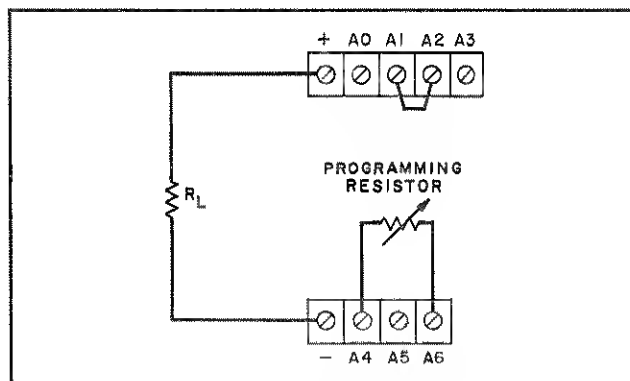 + A0 A1 A2 A3
PROGRAMMING
RESISTOR
RL
- A4 A5 A6